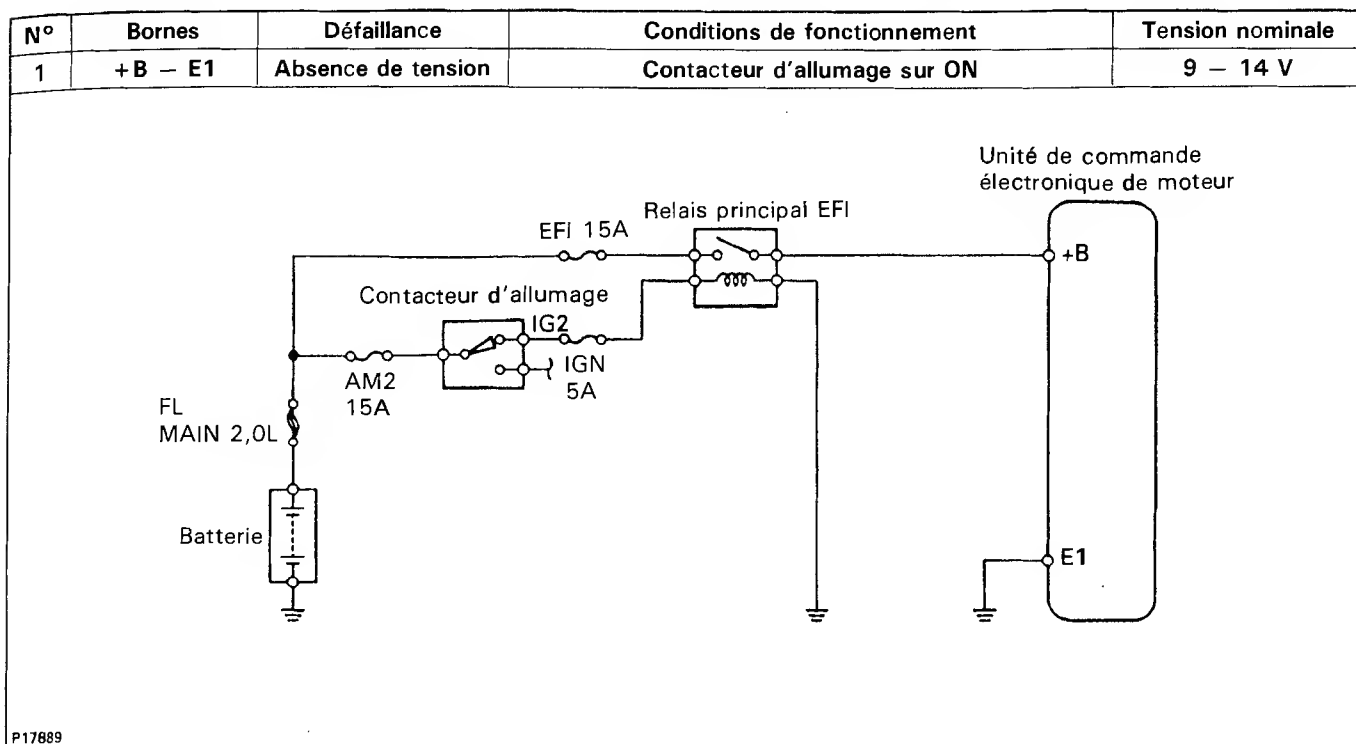 N° Bornes Défaillance Conditions de fonctionnement Tension nominale
1 +B – E1 Absence de tension Contacteur d'allumage sur ON 9 – 14 V
Unité de commande
électronique de moteur
Relais principal EFI
EFI 15A
+B
Contacteur d'allumage
IG2
IGN
5A
AM2
15A
FL
MAIN 2,0L
Batterie
E1
P17889